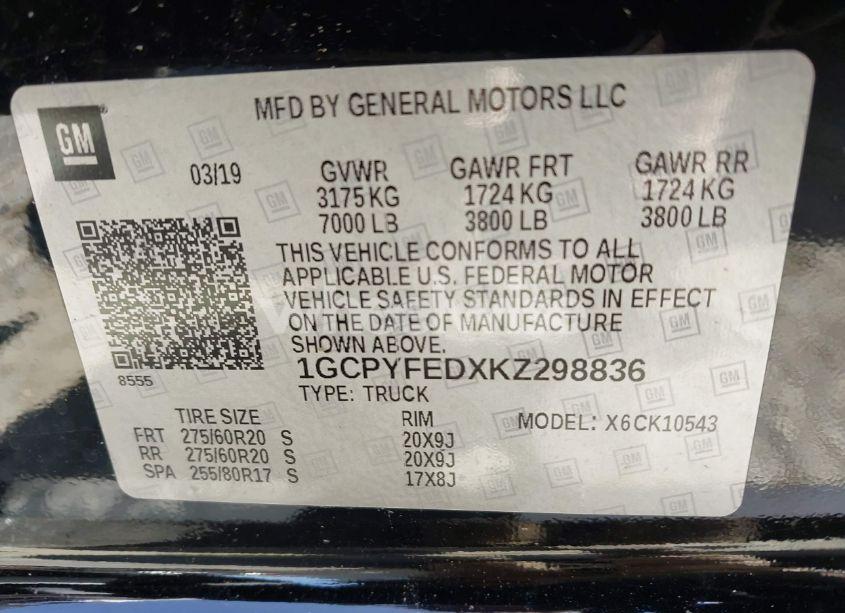 MFD BY GENERAL MOTORS LLC
GM
03/19
GVWR GAWR FRT GAWR RR
3175 KG 1724 KG 1724 KG
7000 LB 3800 LB 3800 LB
THIS VEHICLE CONFORMS TO ALL
APPLICABLE U.S. FEDERAL MOTOR
VEHICLE SAFETY STANDARDS IN EFFECT
ON THE DATE OF MANUFACTURE
SHOWN ABOVE.
8555
1GCPYFEDXKZ298836
TYPE: TRUCK
TIRE SIZE RIM MODEL: X6CK10543
FRT 275/60R20 S 20X9J
RR 275/60R20 S 20X9J
SPA 255/80R17 S 17X8J